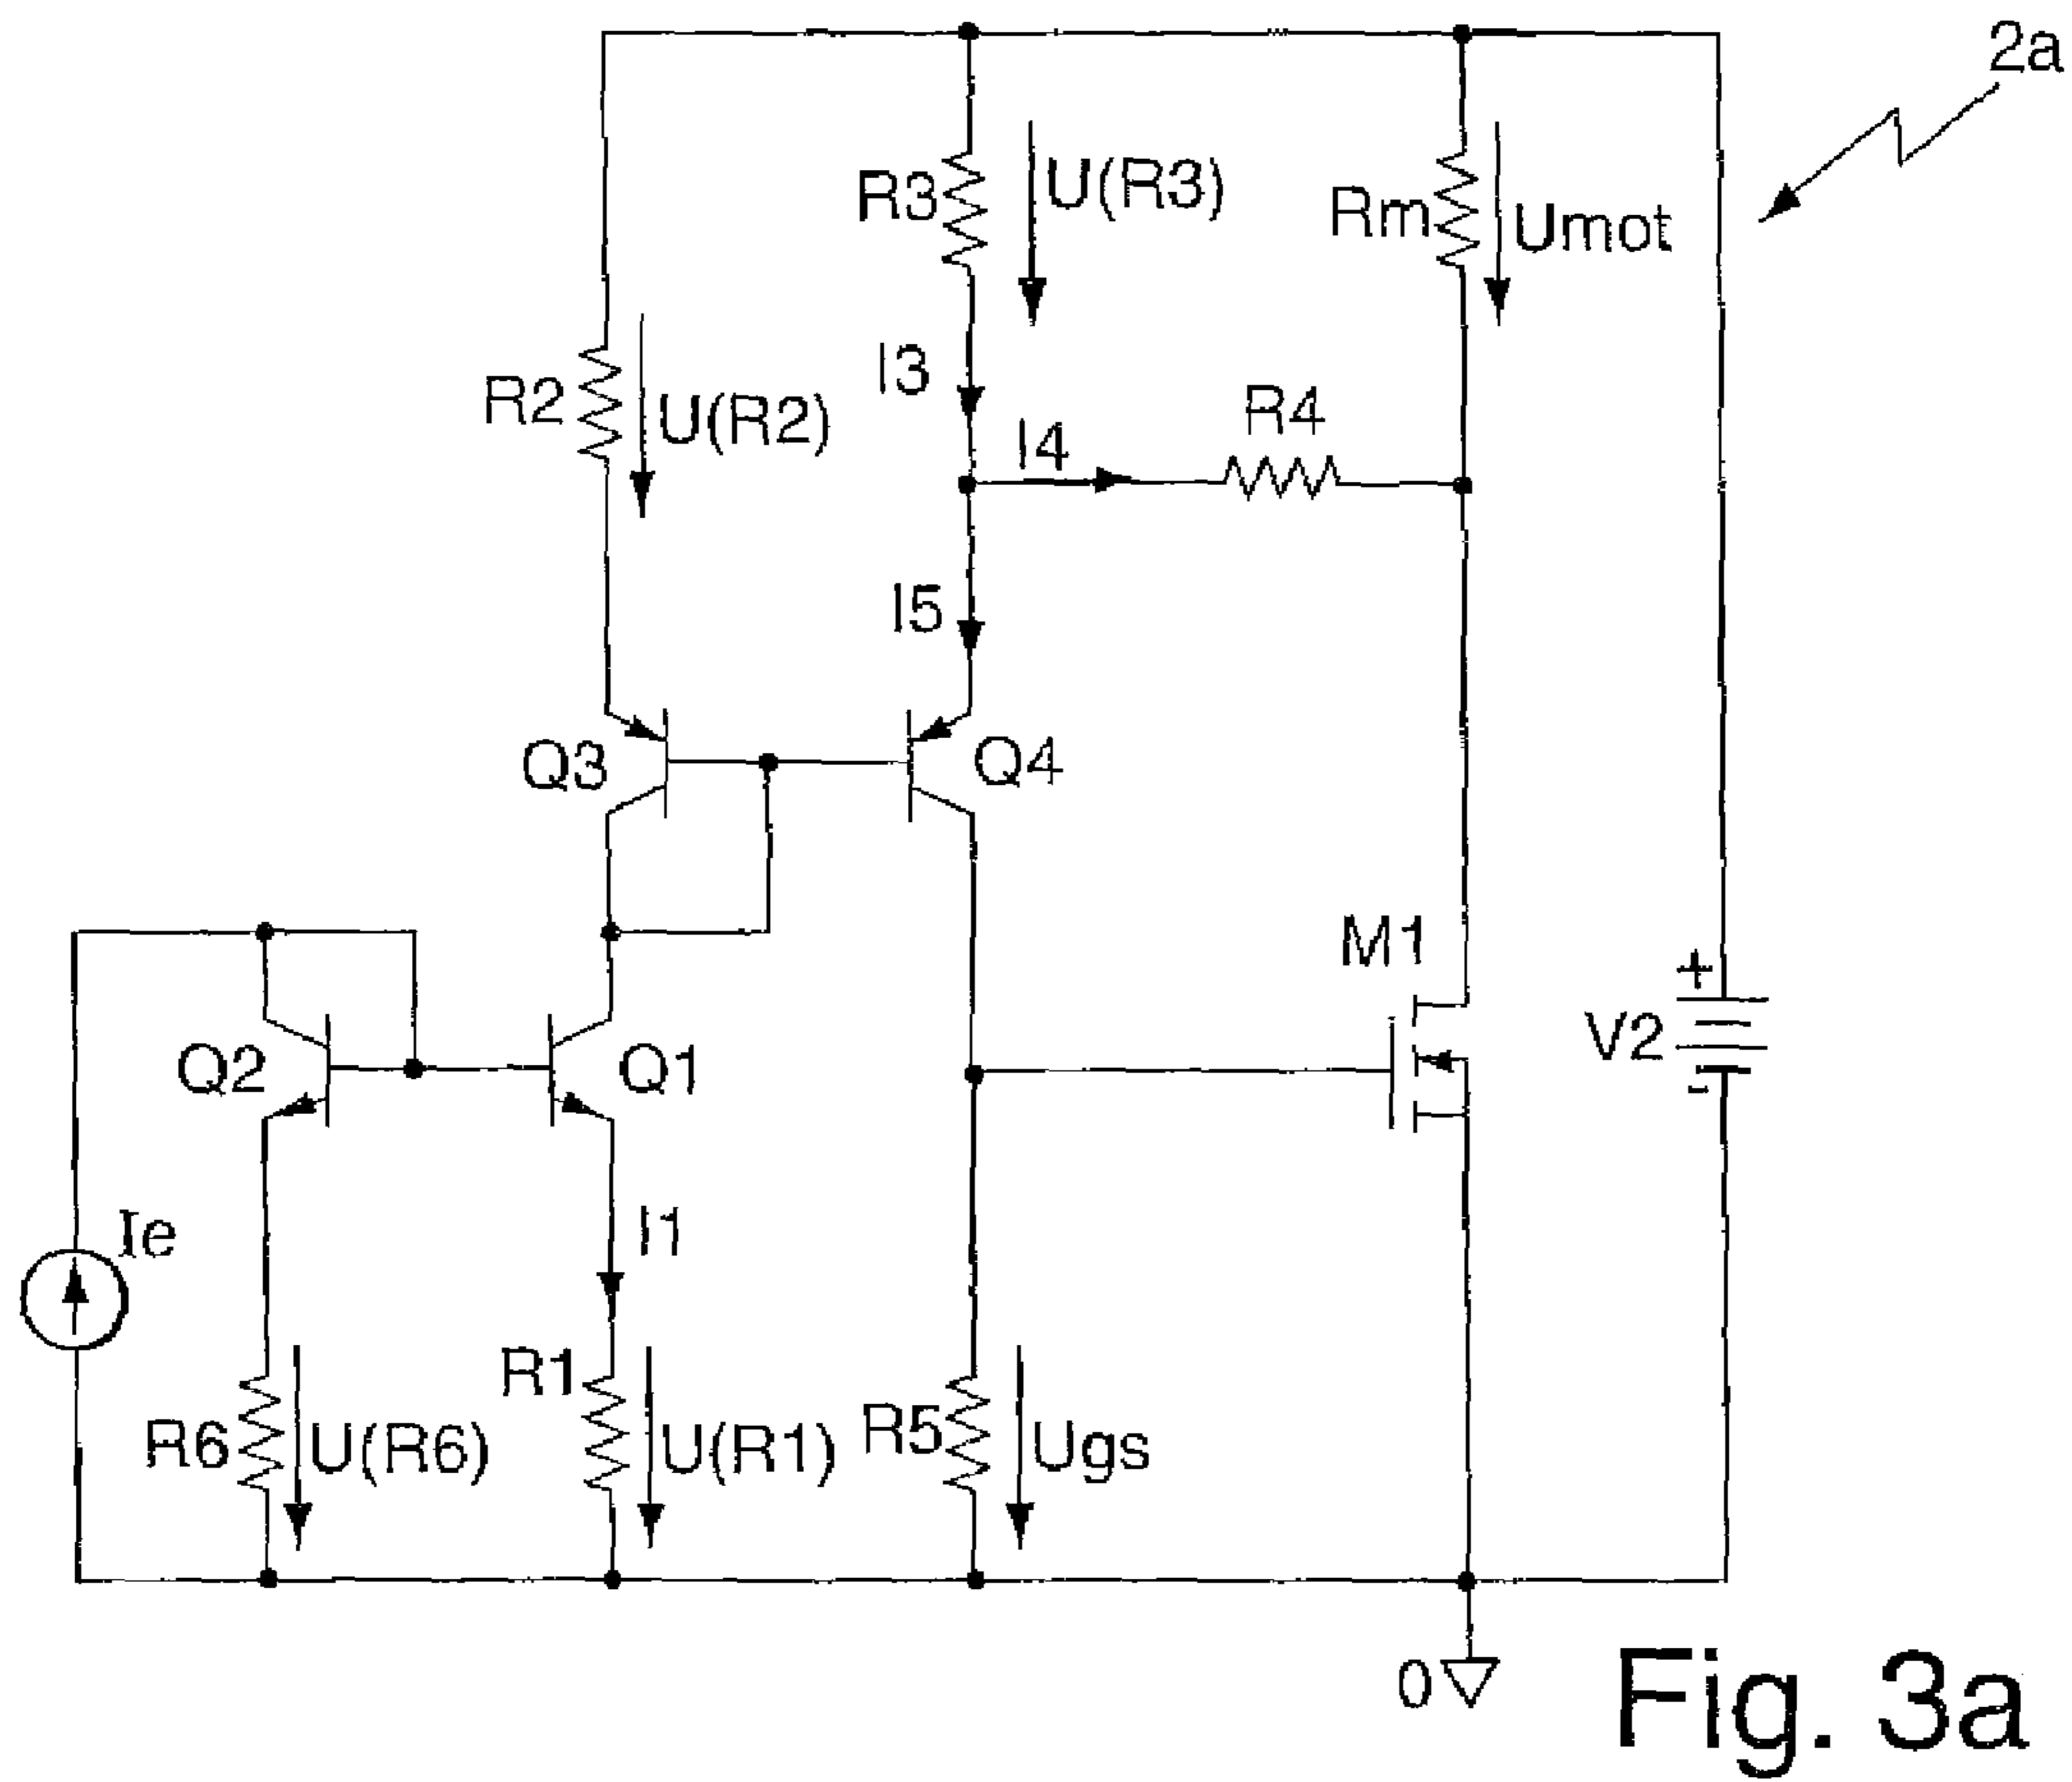 2a
R3
U(R3)
Rm
Umot
I3
R2
U(R2)
I4
R4
I5
Q3
Q4
M1
V2
+
-
Q2
Q1
Ie
I1
R1
R6
U(R6)
U(R1)
R5
Ugs
0
Fig. 3a